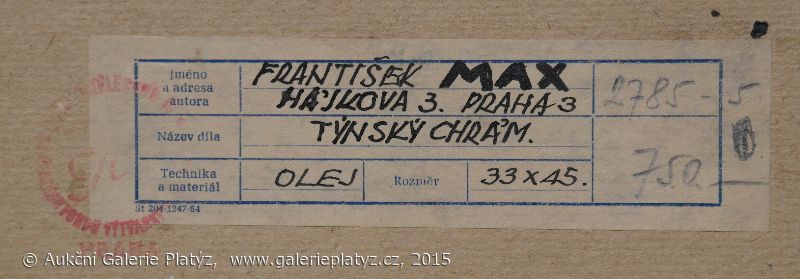 Jméno
a adresa
autora
FRANTIŠEK MAX
HÁJKOVA 3. PRAHA 3
2785-
5
Název díla
TÝNSKÝ CHRÁM.
750-
Technika
a materiál
OLEJ
Rozměr
33 x 45.
St 204-1247-64
© Aukční Galerie Platýz, www.galerieplatyz.cz, 2015